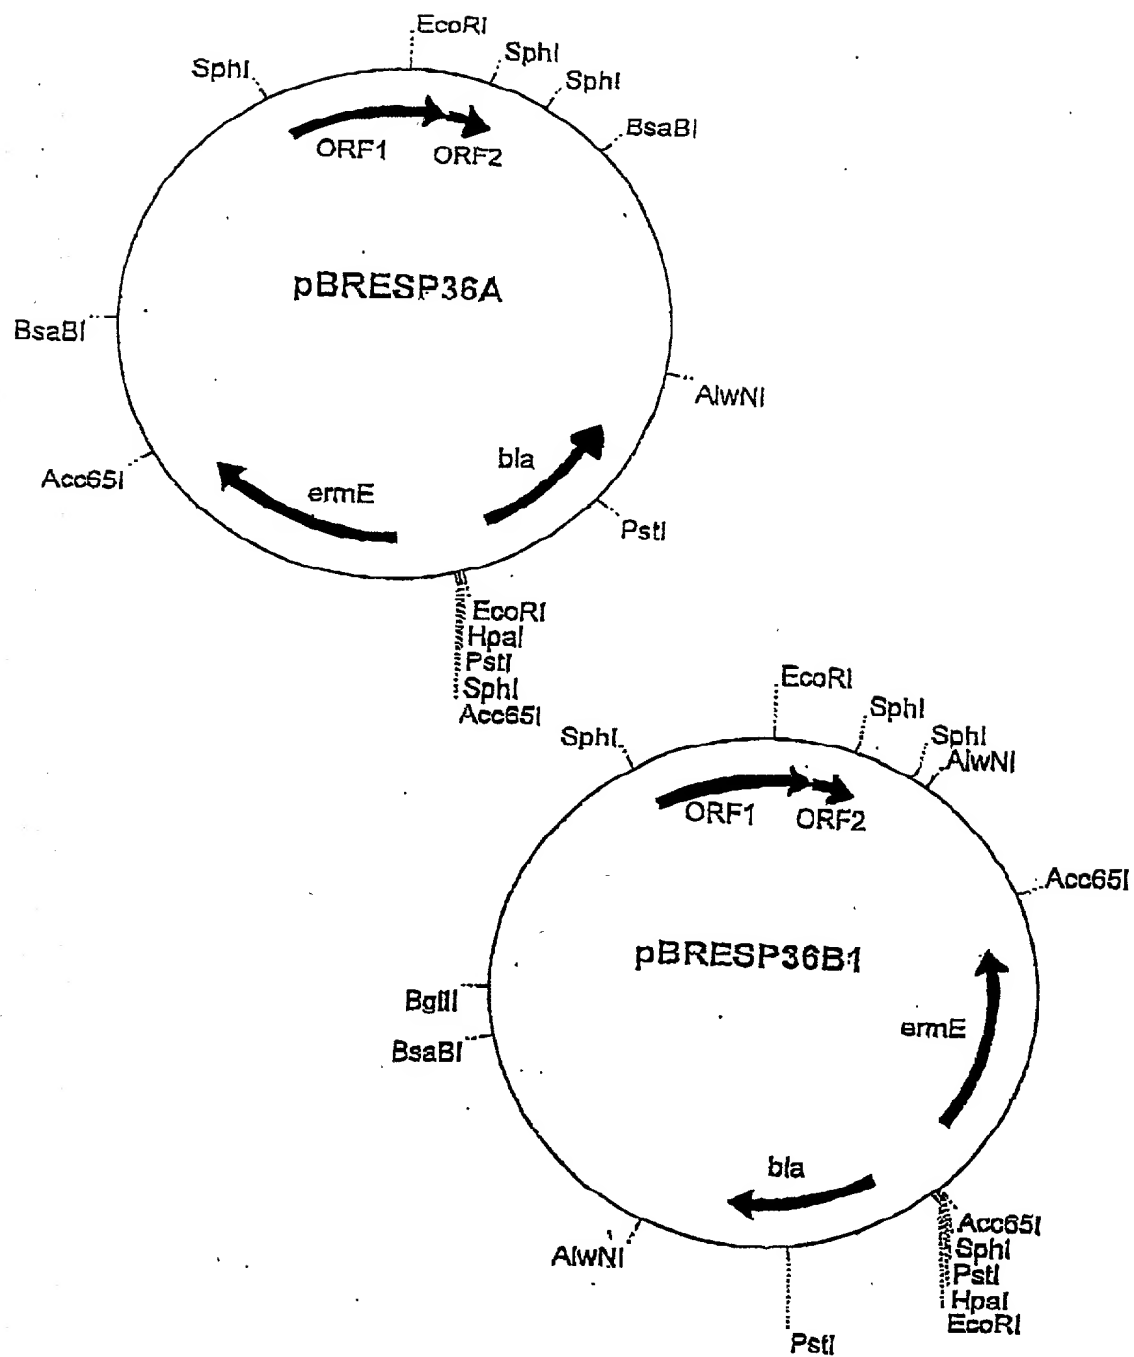 EcoRI
SphI
SphI
SphI
BsaBI
ORF1
ORF2
pBRESP36A
BsaBI
AlwNI
bla
Acc65I
ermE
PstI
EcoRI
HpaI
PstI
SphI
Acc65I
EcoRI
SphI
SphI
SphI
AlwNI
ORF1
ORF2
Acc65I
pBRESP36B1
BglII
ermE
BsaBI
bla
Acc65I
AlwNI
SphI
PstI
HpaI
EcoRI
PstI